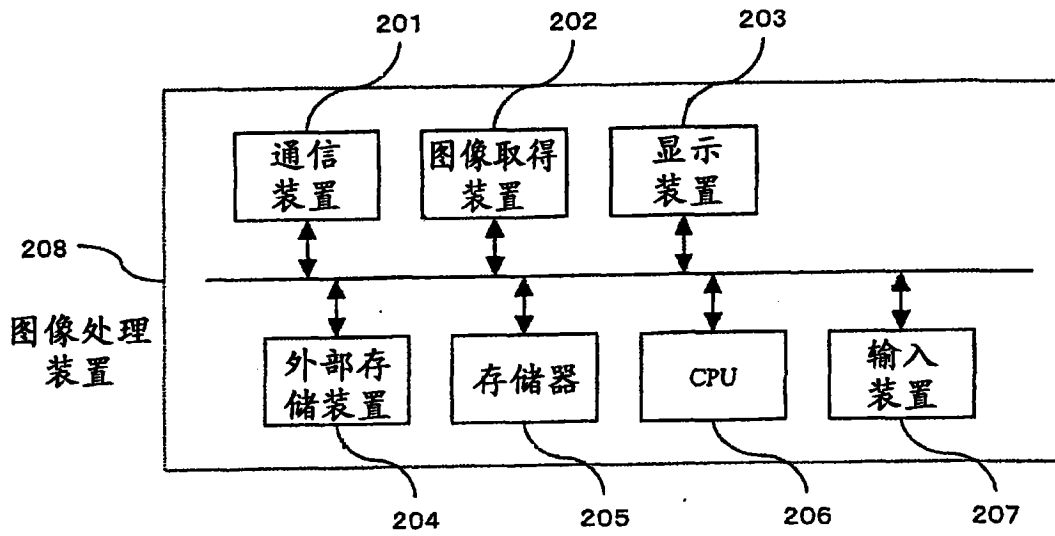 201
202
203
通信
装置
图像取得
装置
显示
装置
208
图像处理
装置
外部存
储装置
存储器
CPU
输入
装置
204
205
206
207